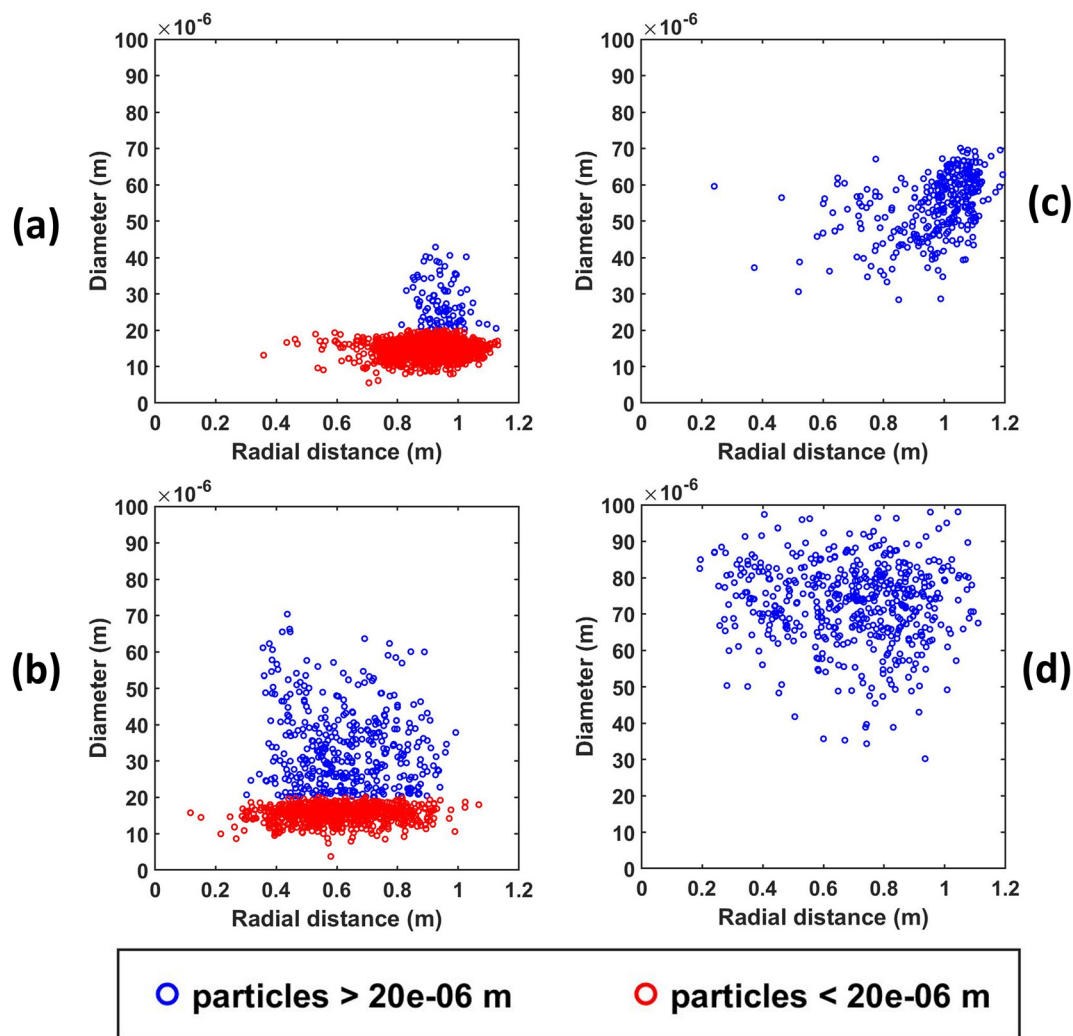 (a)
×10⁻⁶
100
90
80
70
60
50
40
30
20
10
0
Diameter (m)
0 0.2 0.4 0.6 0.8 1 1.2
Radial distance (m)
(c)
×10⁻⁶
100
90
80
70
60
50
40
30
20
10
0
Diameter (m)
0 0.2 0.4 0.6 0.8 1 1.2
Radial distance (m)
(b)
×10⁻⁶
100
90
80
70
60
50
40
30
20
10
0
Diameter (m)
0 0.2 0.4 0.6 0.8 1 1.2
Radial distance (m)
(d)
×10⁻⁶
100
90
80
70
60
50
40
30
20
10
0
Diameter (m)
0 0.2 0.4 0.6 0.8 1 1.2
Radial distance (m)
particles > 20e-06 m
particles < 20e-06 m